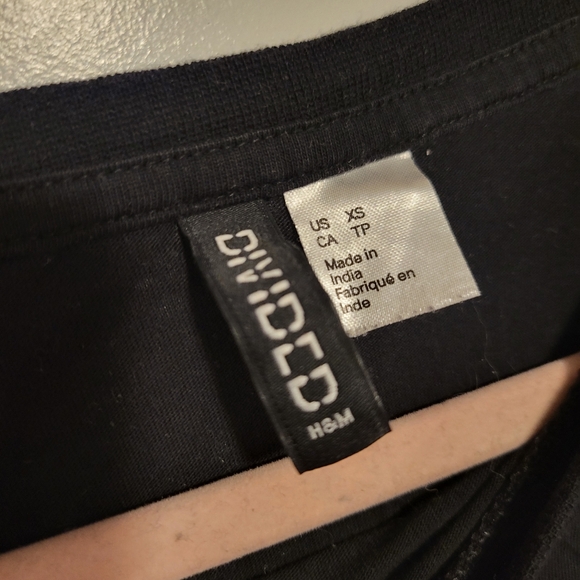 DIVIDED
H&M
US XS
CA TP
Made in
India
Fabriqué en
Inde